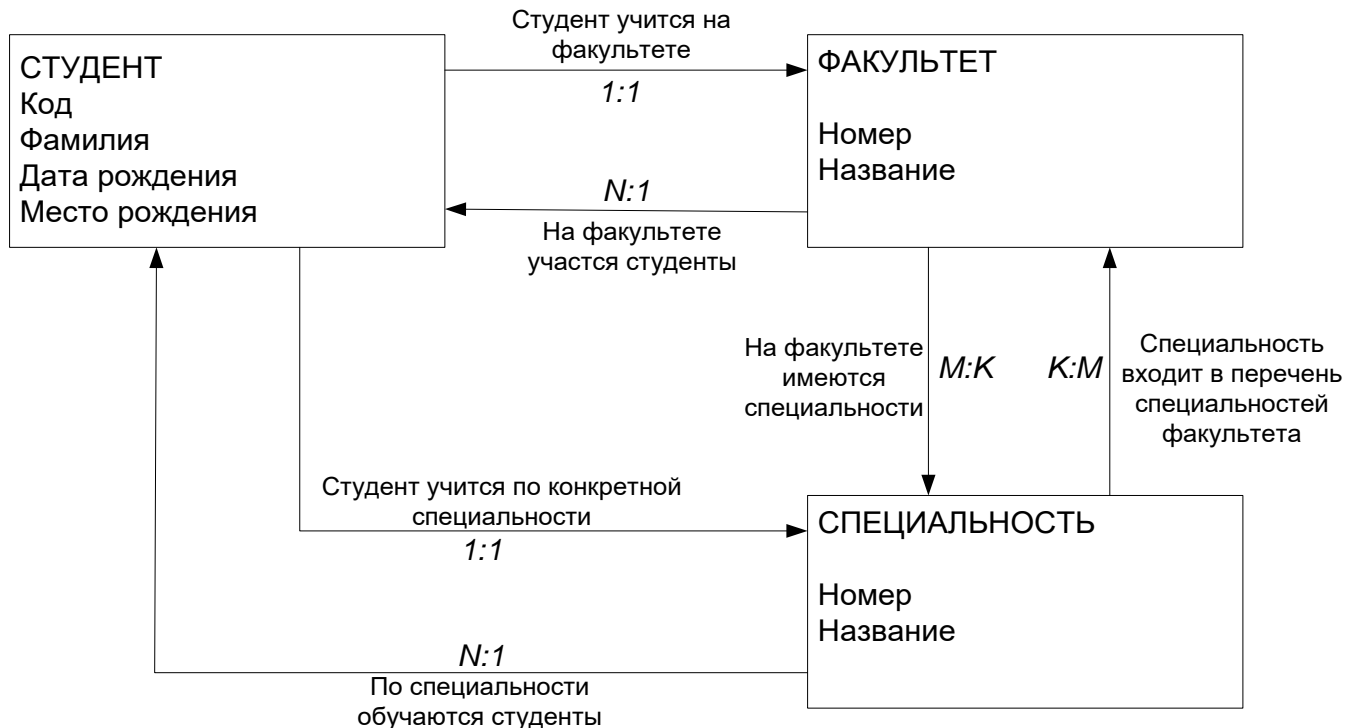 Студент учится на
факультете
1:1
СТУДЕНТ
Код
Фамилия
Дата рождения
Место рождения
ФАКУЛЬТЕТ
Номер
Название
N:1
На факультете
участся студенты
На факультете
имеются
специальности
M:K
K:M
Специальность
входит в перечень
специальностей
факультета
Студент учится по конкретной
специальности
1:1
СПЕЦИАЛЬНОСТЬ
Номер
Название
N:1
По специальности
обучаются студенты